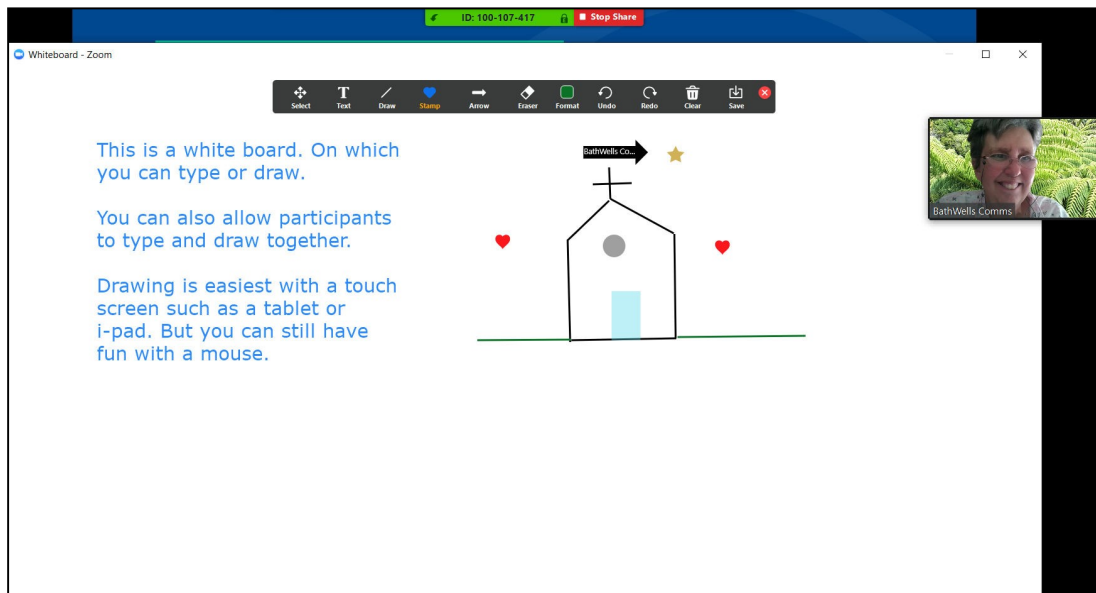 ID: 100-107-417
Stop Share
Whiteboard - Zoom
Select
Text
Draw
Stamp
Arrow
Eraser
Format
Undo
Redo
Clear
Save
This is a white board. On which
you can type or draw.
You can also allow participants
to type and draw together.
Drawing is easiest with a touch
screen such as a tablet or
i-pad. But you can still have
fun with a mouse.
BathWells Co...
BathWells Comms